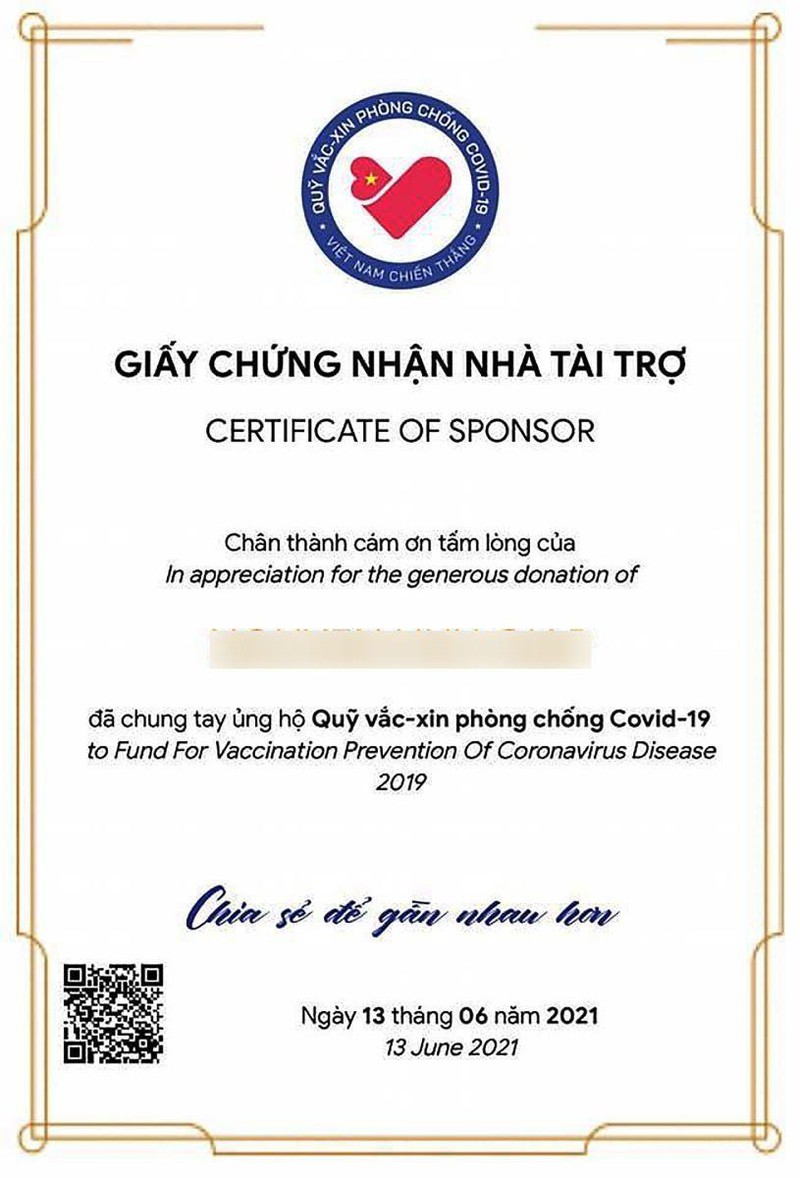 QUỸ VẮC-XIN PHÒNG CHỐNG COVID-19
VIỆT NAM CHIẾN THẮNG
GIẤY CHỨNG NHẬN NHÀ TÀI TRỢ
CERTIFICATE OF SPONSOR
Chân thành cám ơn tấm lòng của
In appreciation for the generous donation of
đã chung tay ủng hộ Quỹ vắc-xin phòng chống Covid-19
to Fund For Vaccination Prevention Of Coronavirus Disease
2019
Chia sẻ để gần nhau hơn
Ngày 13 tháng 06 năm 2021
13 June 2021